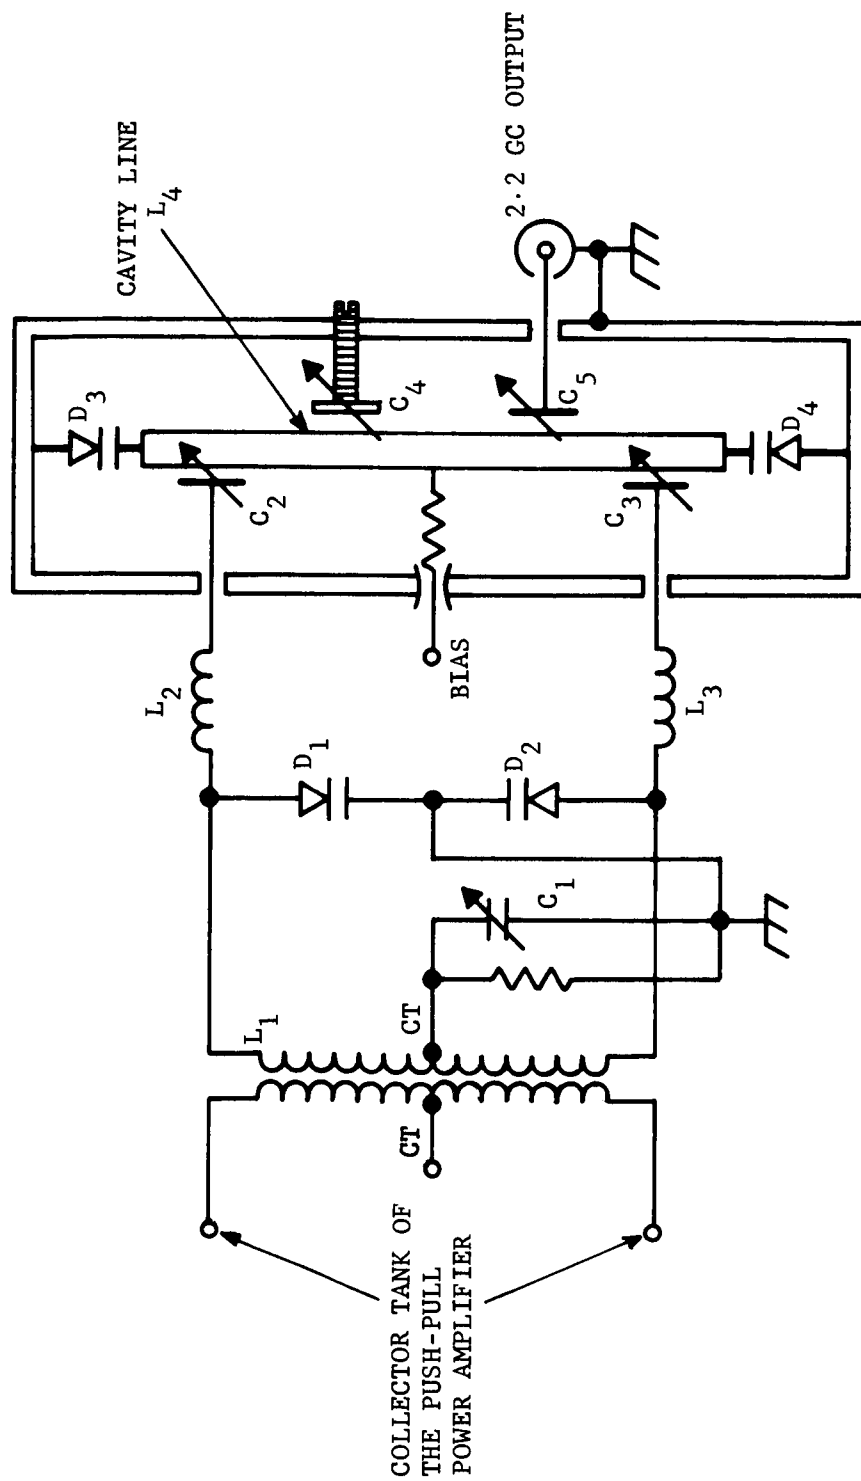 CAVITY LINE
L4
D3
C2
C4
2.2 GC OUTPUT
C5
C3
D4
L2
BIAS
L3
D1
D2
L1
CT
C1
CT
COLLECTOR TANK OF
THE PUSH-PULL
POWER AMPLIFIER